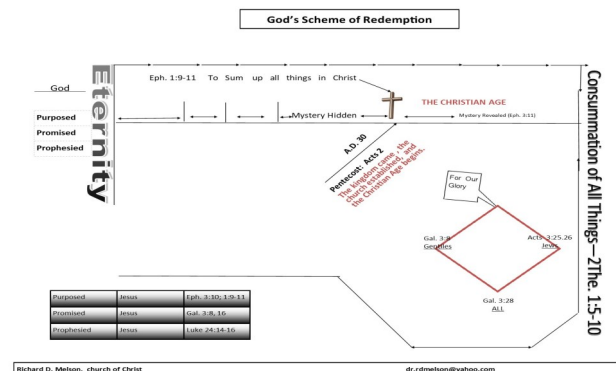 God's Scheme of Redemption
Eternity
God
Purposed
Promised
Prophesied
Eph. 1:9-11 To Sum up all things in Christ
Mystery Hidden
THE CHRISTIAN AGE
Mystery Revealed (Eph. 3:11)
A.D. 30
Pentecost: Acts 2
The kingdom came , the
church established, and
the Christian Age begins.
For Our
Glory
Gal. 3:8
Gentiles
Acts 3:25.26
Jews
Gal. 3:28
ALL
Consummation of All Things—2The. 1:5-10
Purposed Jesus Eph. 3:10; 1:9-11
Promised Jesus Gal. 3:8, 16
Prophesied Jesus Luke 24:14-16
Richard D. Melson, church of Christ dr.rdmelson@yahoo.com